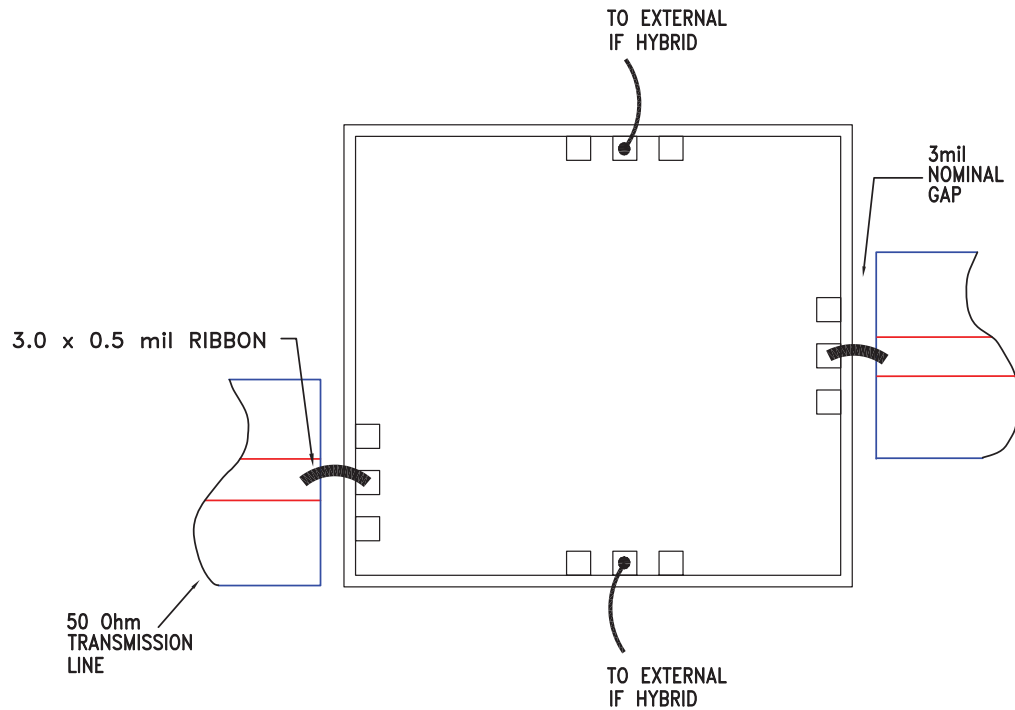 TO EXTERNAL
IF HYBRID
3mil
NOMINAL
GAP
3.0 x 0.5 mil RIBBON
50 Ohm
TRANSMISSION
LINE
TO EXTERNAL
IF HYBRID